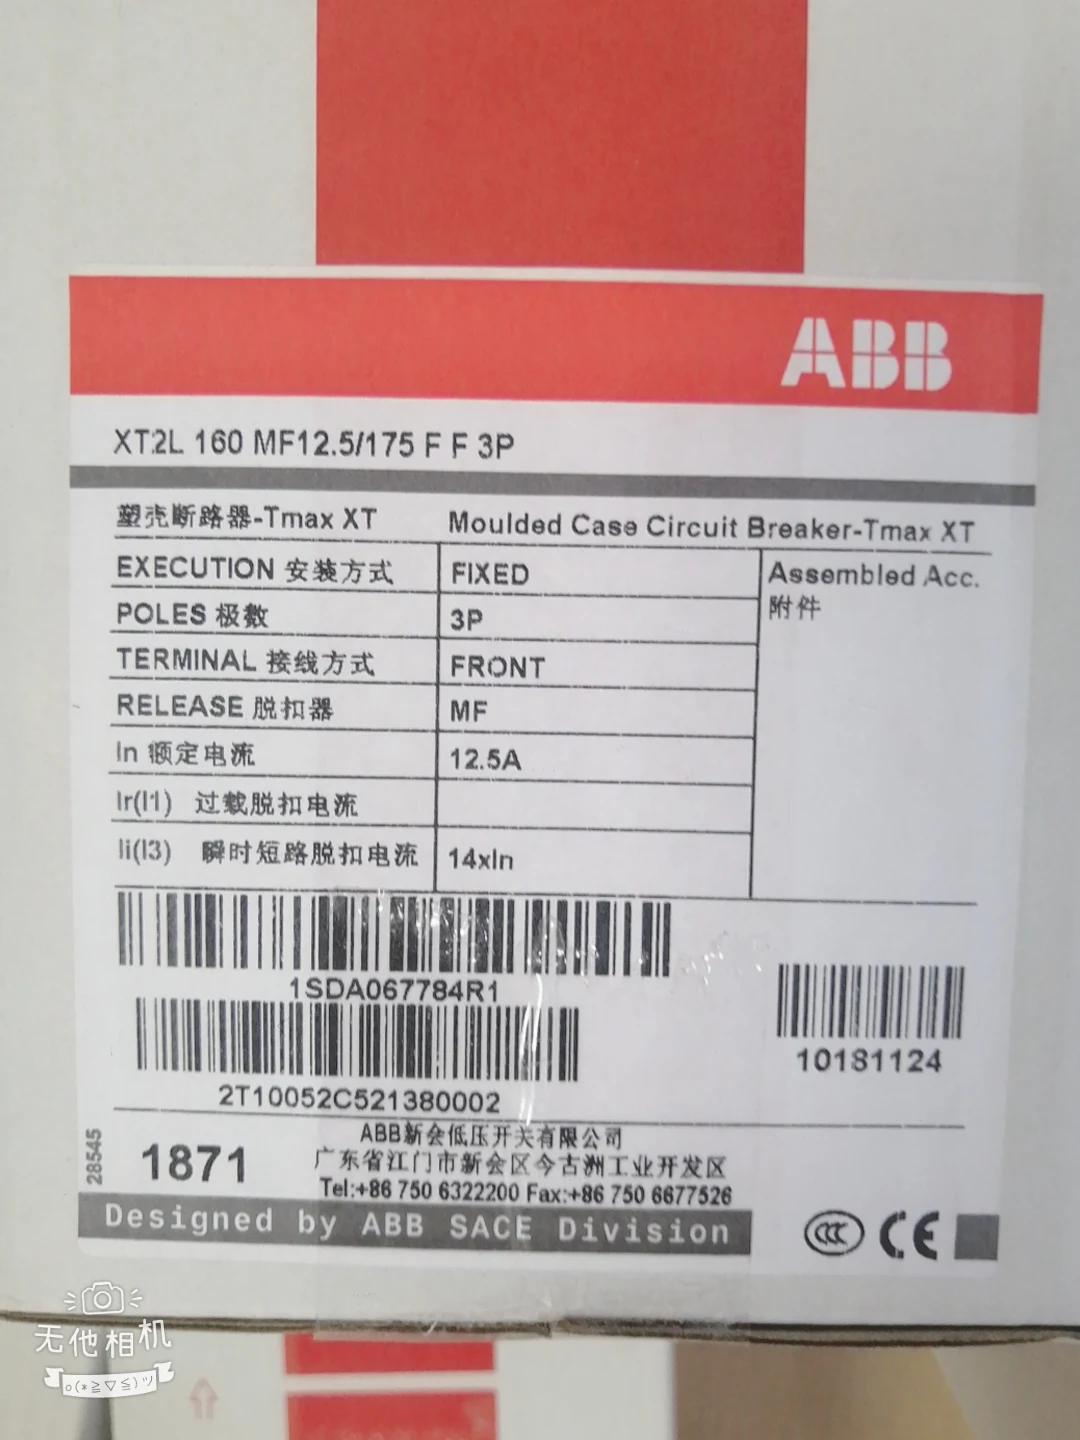 ABB
XT2L 160 MF12.5/175 F F 3P
塑壳断路器-Tmax XT Moulded Case Circuit Breaker-Tmax XT
EXECUTION 安装方式 FIXED Assembled Acc.
附件
POLES 极数 3P
TERMINAL 接线方式 FRONT
RELEASE 脱扣器 MF
In 额定电流 12.5A
Ir(I1) 过载脱扣电流
Ii(I3) 瞬时短路脱扣电流 14xIn
1SDA067784R1
10181124
2T10052C521380002
28545
1871
ABB新会低压开关有限公司
广东省江门市新会区今古洲工业开发区
Tel:+86 750 6322200 Fax:+86 750 6677526
Designed by ABB SACE Division
CCC CE
无他相机
o(*≧▽≦)ツ